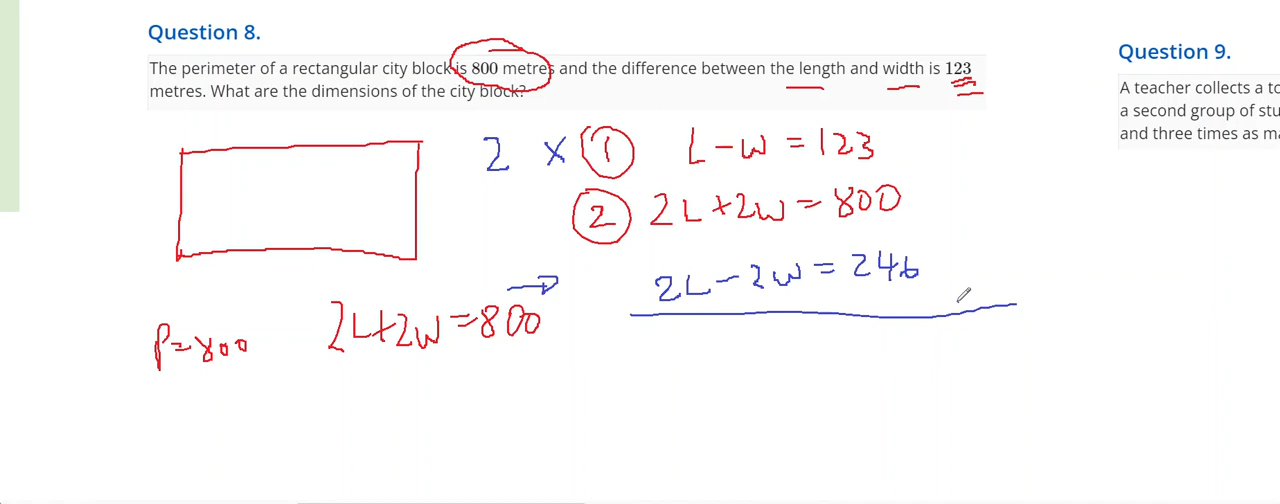 Question 8.
The perimeter of a rectangular city block is 800 metres and the difference between the length and width is 123
metres. What are the dimensions of the city block?
Question 9.
A teacher collects a to
a second group of stu
and three times as ma
2 × ① L - W = 123
② 2L + 2W = 800
→ 2L - 2W = 246
P = 800
2L + 2W = 800